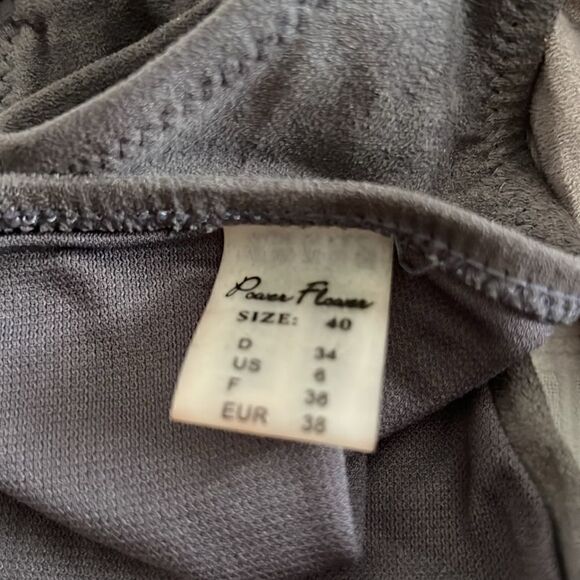 Power Flower
SIZE: 40
D 34
US 6
F 36
EUR 38